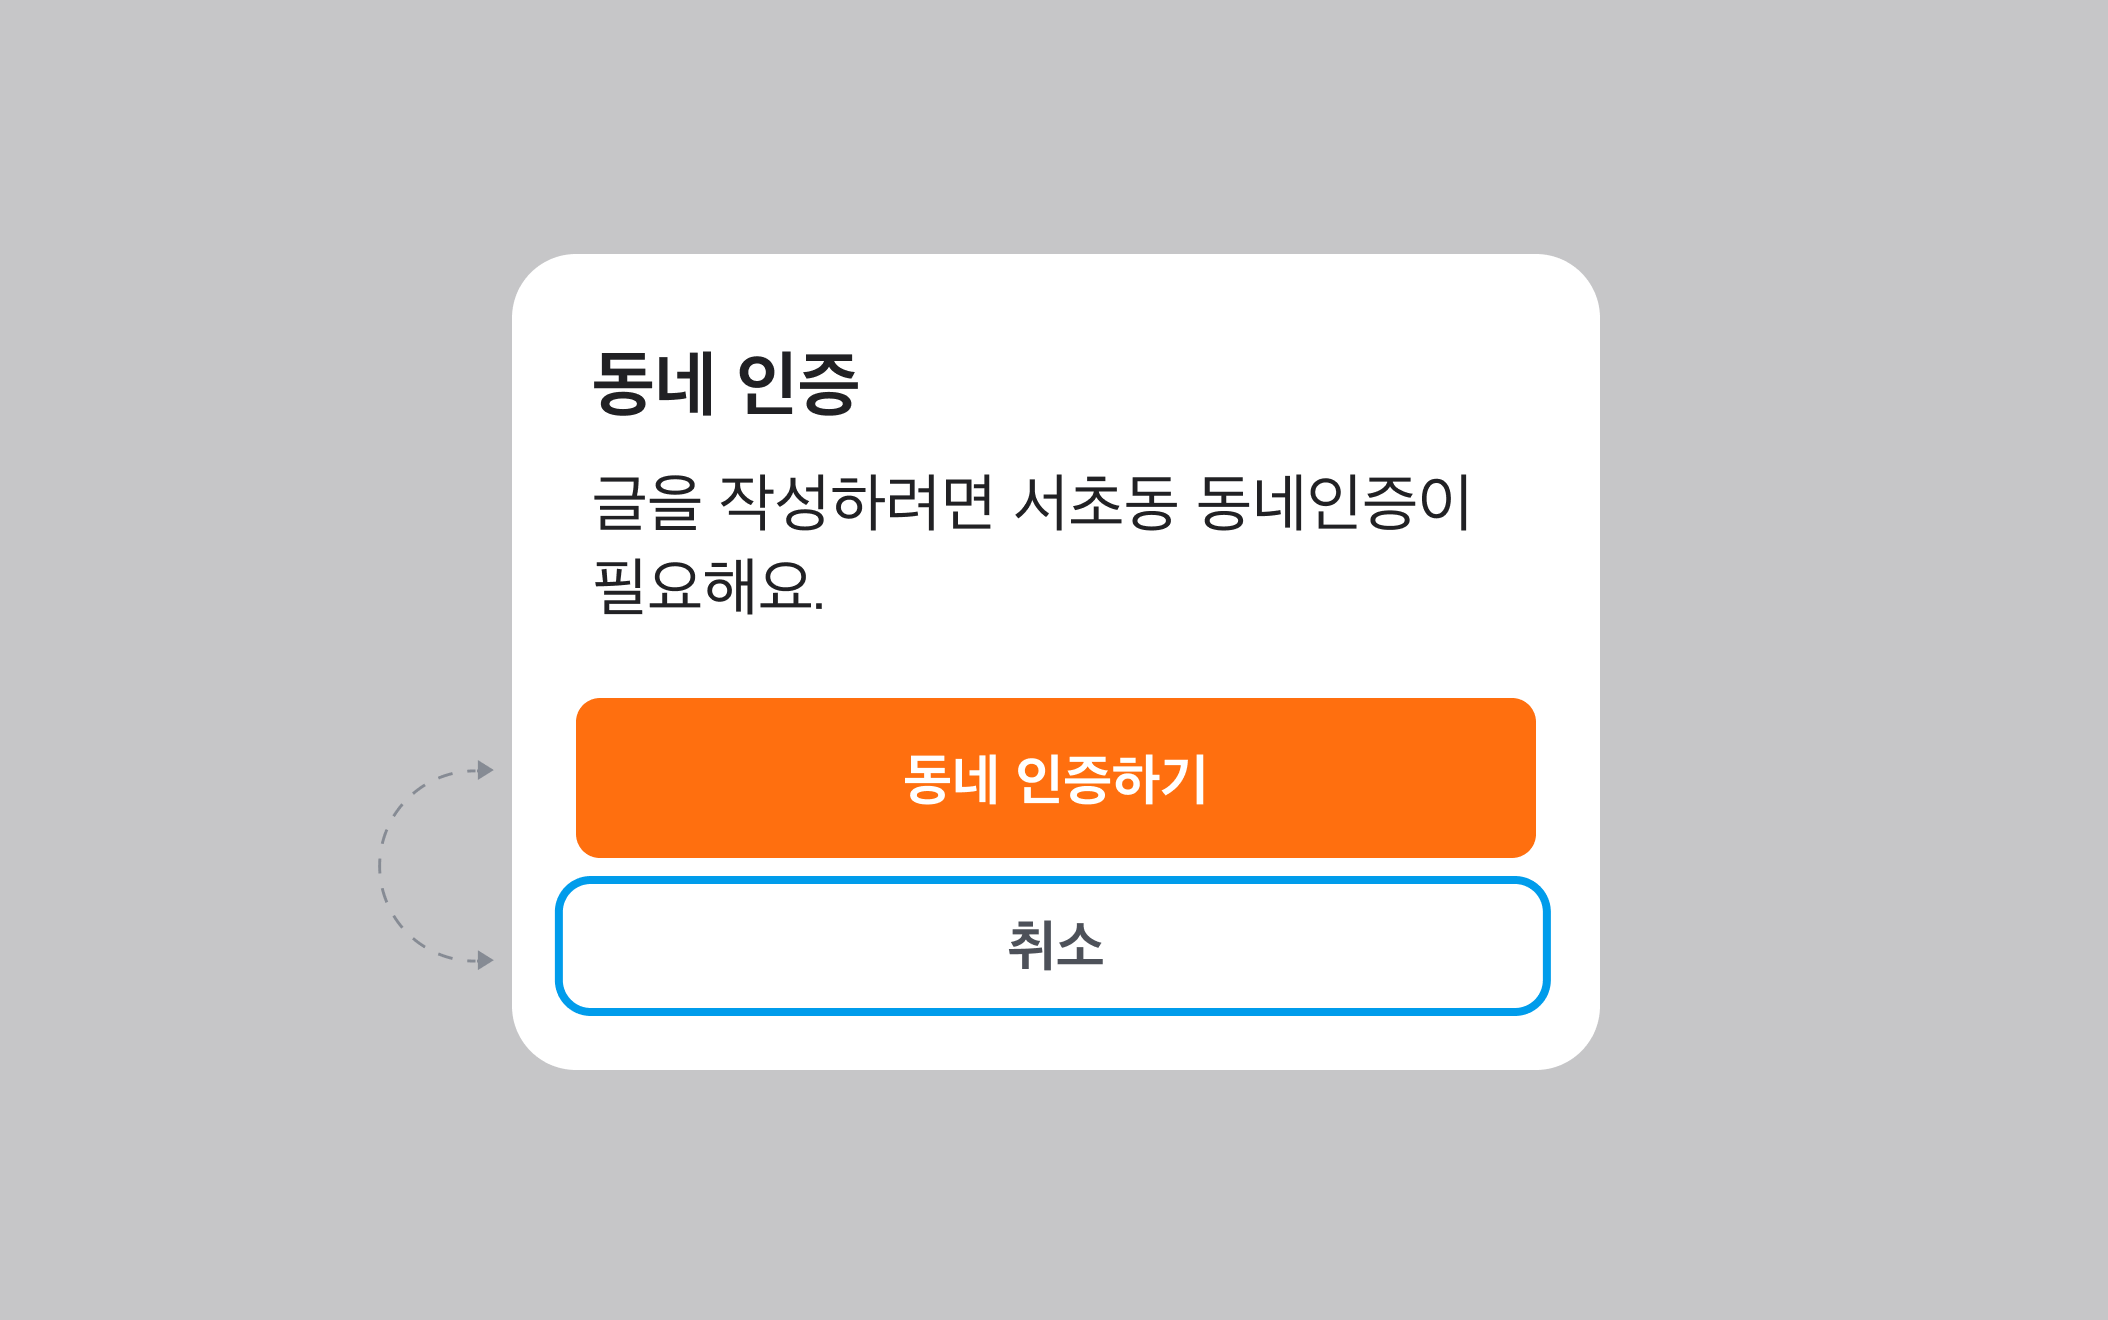 동네 인증
글을 작성하려면 서초동 동네인증이
필요해요.
동네 인증하기
취소